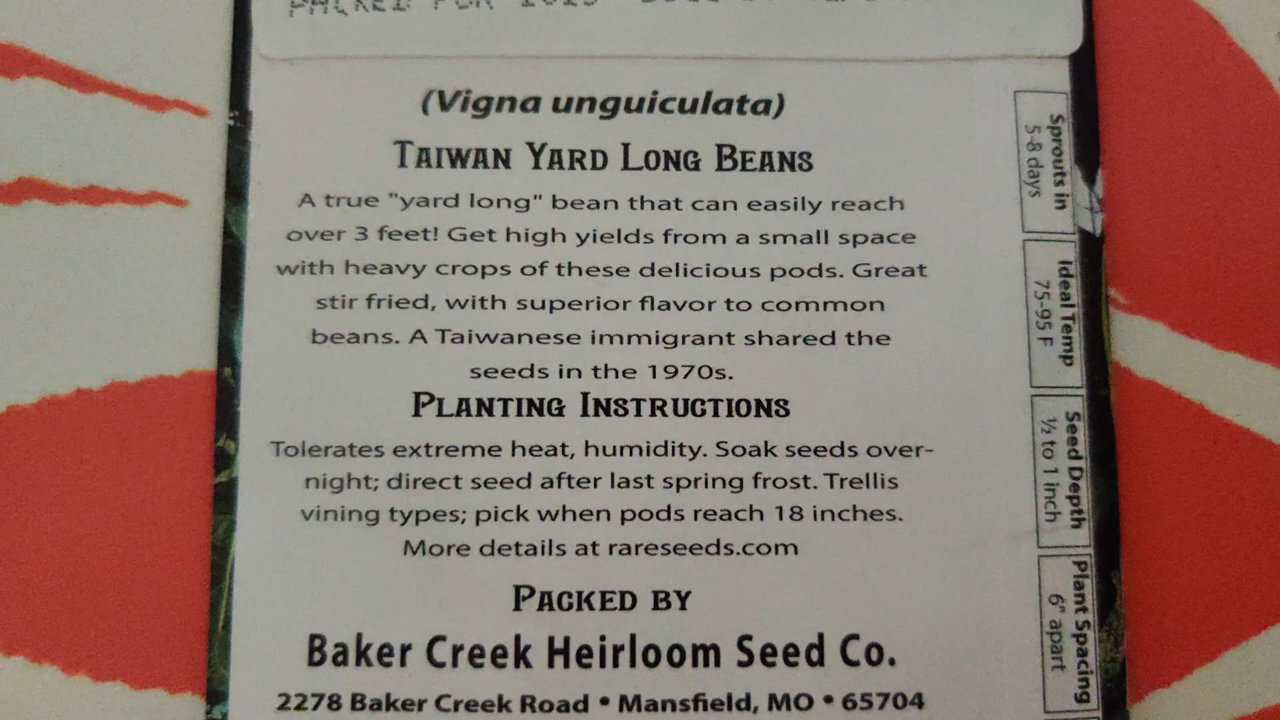 PACKED FOR
(Vigna unguiculata)
TAIWAN YARD LONG BEANS
A true "yard long" bean that can easily reach
over 3 feet! Get high yields from a small space
with heavy crops of these delicious pods. Great
stir fried, with superior flavor to common
beans. A Taiwanese immigrant shared the
seeds in the 1970s.
PLANTING INSTRUCTIONS
Tolerates extreme heat, humidity. Soak seeds over-
night; direct seed after last spring frost. Trellis
vining types; pick when pods reach 18 inches.
More details at rareseeds.com
PACKED BY
Baker Creek Heirloom Seed Co.
2278 Baker Creek Road • Mansfield, MO • 65704
Sprouts in
5-8 days
Ideal Temp
75-95 F
Seed Depth
½ to 1 inch
Plant Spacing
6" apart